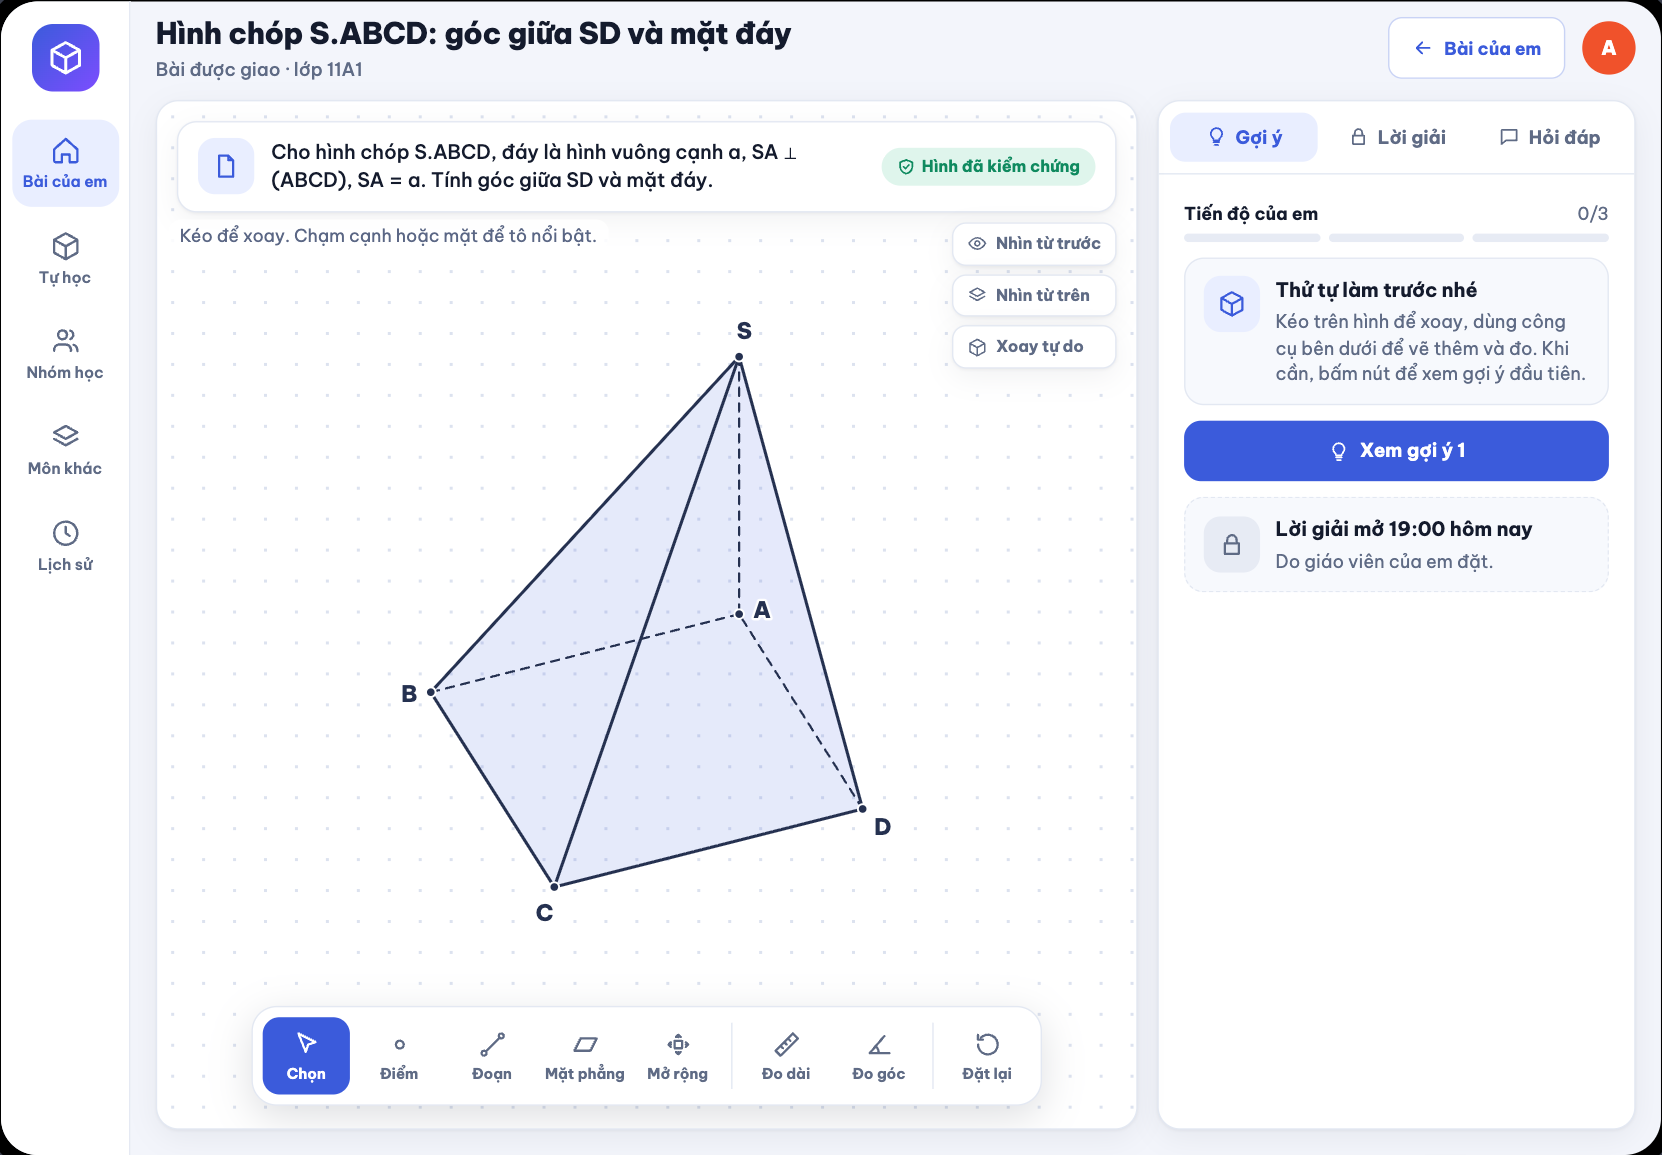 Hình chóp S.ABCD: góc giữa SD và mặt đáy
Bài được giao · lớp 11A1
Bài của em
A
Bài của em
Tự học
Nhóm học
Môn khác
Lịch sử
Cho hình chóp S.ABCD, đáy là hình vuông cạnh a, SA ⊥
(ABCD), SA = a. Tính góc giữa SD và mặt đáy.
Hình đã kiểm chứng
Kéo để xoay. Chạm cạnh hoặc mặt để tô nổi bật.
Nhìn từ trước
Nhìn từ trên
Xoay tự do
S
A
B
D
C
Chọn
Điểm
Đoạn
Mặt phẳng
Mở rộng
Đo dài
Đo góc
Đặt lại
Gợi ý
Lời giải
Hỏi đáp
Tiến độ của em
0/3
Thử tự làm trước nhé
Kéo trên hình để xoay, dùng công
cụ bên dưới để vẽ thêm và đo. Khi
cần, bấm nút để xem gợi ý đầu tiên.
Xem gợi ý 1
Lời giải mở 19:00 hôm nay
Do giáo viên của em đặt.